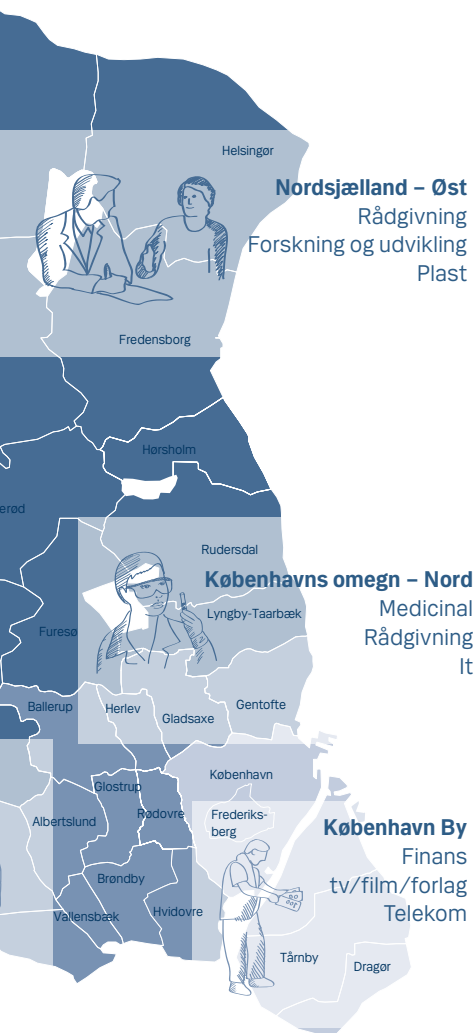 Helsingør
Nordsjælland – Øst
Rådgivning
Forskning og udvikling
Plast
Fredensborg
Hørsholm
erød
Rudersdal
Københavns omegn – Nord
Medicinal
Lyngby-Taarbæk
Furesø
Rådgivning
It
Ballerup
Herlev
Gladsaxe
Gentofte
København
Glostrup
Albertslund
Rødovre
Frederiks-
berg
København By
Finans
tv/film/forlag
Telekom
Brøndby
Vallensbæk
Hvidovre
Tårnby
Dragør